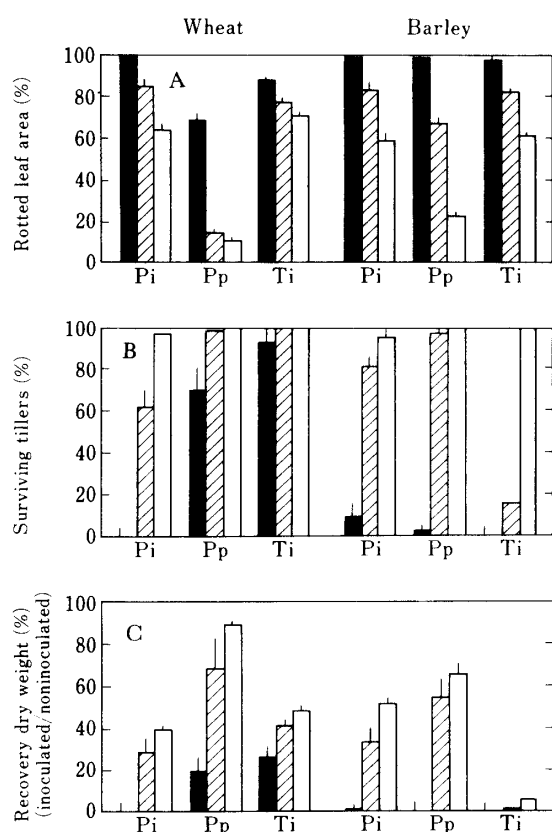 Wheat Barley
Rotted leaf area (%)
100
80
60
40
20
0
A
Pi Pp Ti Pi Pp Ti
Surviving tillers (%)
100
80
60
40
20
0
B
Pi Pp Ti Pi Pp Ti
Recovery dry weight (%)
(inoculated/noninoculated)
100
80
60
40
20
0
C
Pi Pp Ti Pi Pp Ti